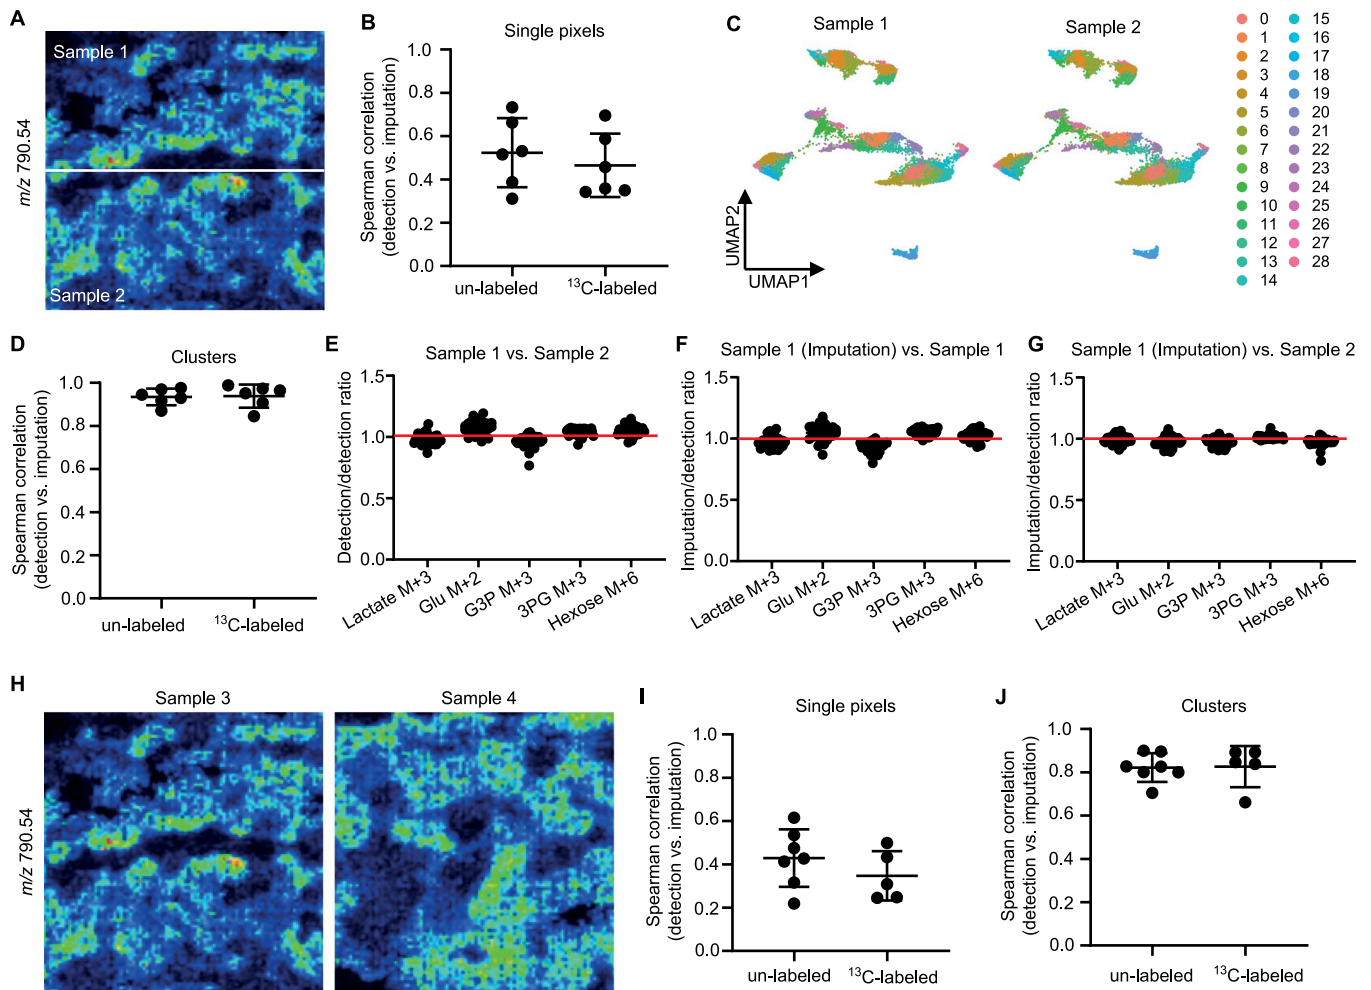 A
Sample 1
Sample 2
m/z 790.54
B
Single pixels
Spearman correlation
(detection vs. imputation)
1.0
0.8
0.6
0.4
0.2
0.0
un-labeled
¹³C-labeled
C
Sample 1
Sample 2
UMAP2
UMAP1
0
1
2
3
4
5
6
7
8
9
10
11
12
13
14
15
16
17
18
19
20
21
22
23
24
25
26
27
28
D
Clusters
Spearman correlation
(detection vs. imputation)
1.0
0.8
0.6
0.4
0.2
0.0
un-labeled
¹³C-labeled
E
Sample 1 vs. Sample 2
Detection/detection ratio
1.5
1.0
0.5
0.0
Lactate M+3
Glu M+2
G3P M+3
3PG M+3
Hexose M+6
F
Sample 1 (Imputation) vs. Sample 1
Imputation/detection ratio
1.5
1.0
1.5
1.0
Lactate M+3
Glu M+2
G3P M+3
3PG M+3
Hexose M+6
G
Sample 1 (Imputation) vs. Sample 2
Imputation/detection ratio
1.5
1.0
1.5
1.0
Lactate M+3
Glu M+2
G3P M+3
3PG M+3
Hexose M+6
H
Sample 3
Sample 4
m/z 790.54
I
Single pixels
Spearman correlation
(detection vs. imputation)
1.0
0.8
0.6
0.4
0.2
0.0
un-labeled
¹³C-labeled
J
Clusters
Spearman correlation
(detection vs. imputation)
1.0
0.8
0.6
0.4
0.2
0.0
un-labeled
¹³C-labeled